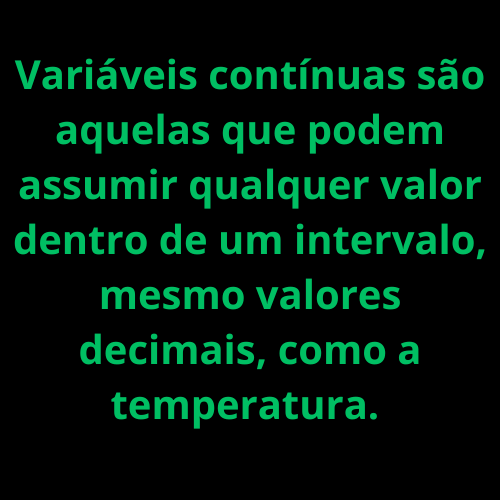 Variáveis contínuas são
aquelas que podem
assumir qualquer valor
dentro de um intervalo,
mesmo valores
decimais, como a
temperatura.